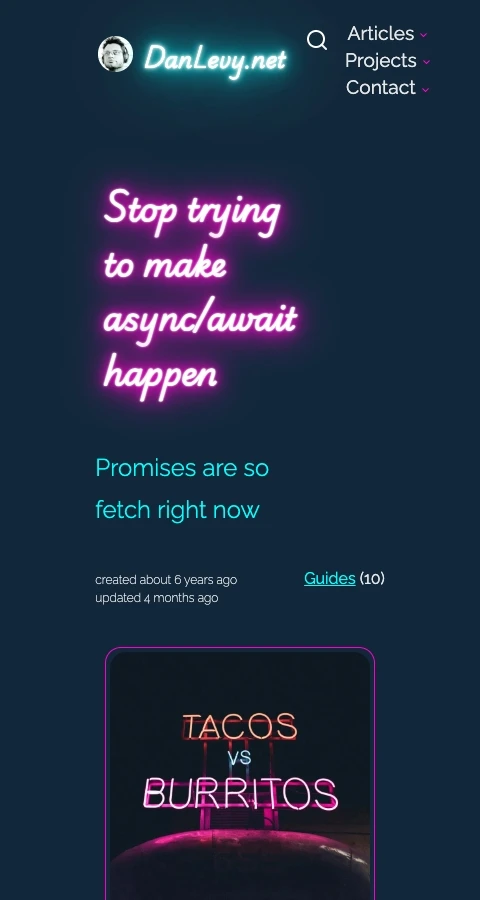 DanLevy.net
Articles
Projects
Contact
Stop trying
to make
async/await
happen
Promises are so
fetch right now
created about 6 years ago
updated 4 months ago
Guides (10)
TACOS
VS
BURRITOS